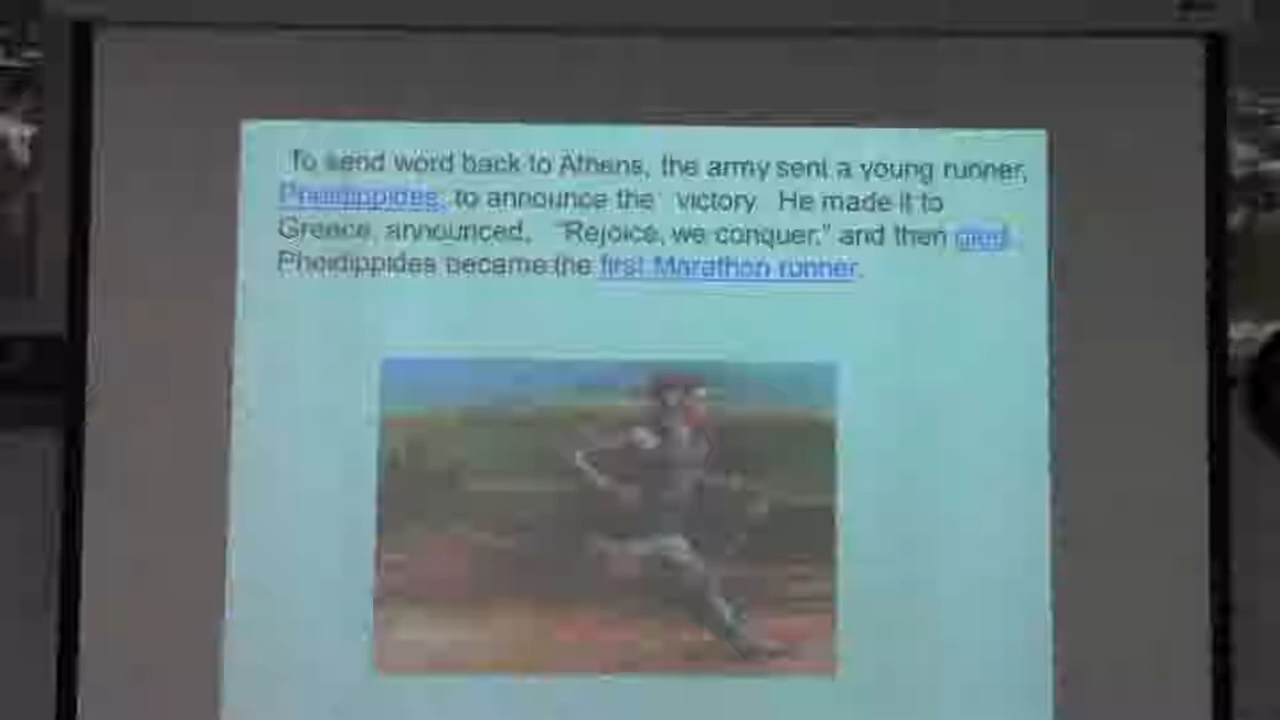 To send word back to Athens, the army sent a young runner,
Pheidippides, to announce the victory. He made it to
Greece, announced, "Rejoice, we conquer," and then died.
Pheidippides became the first Marathon runner.